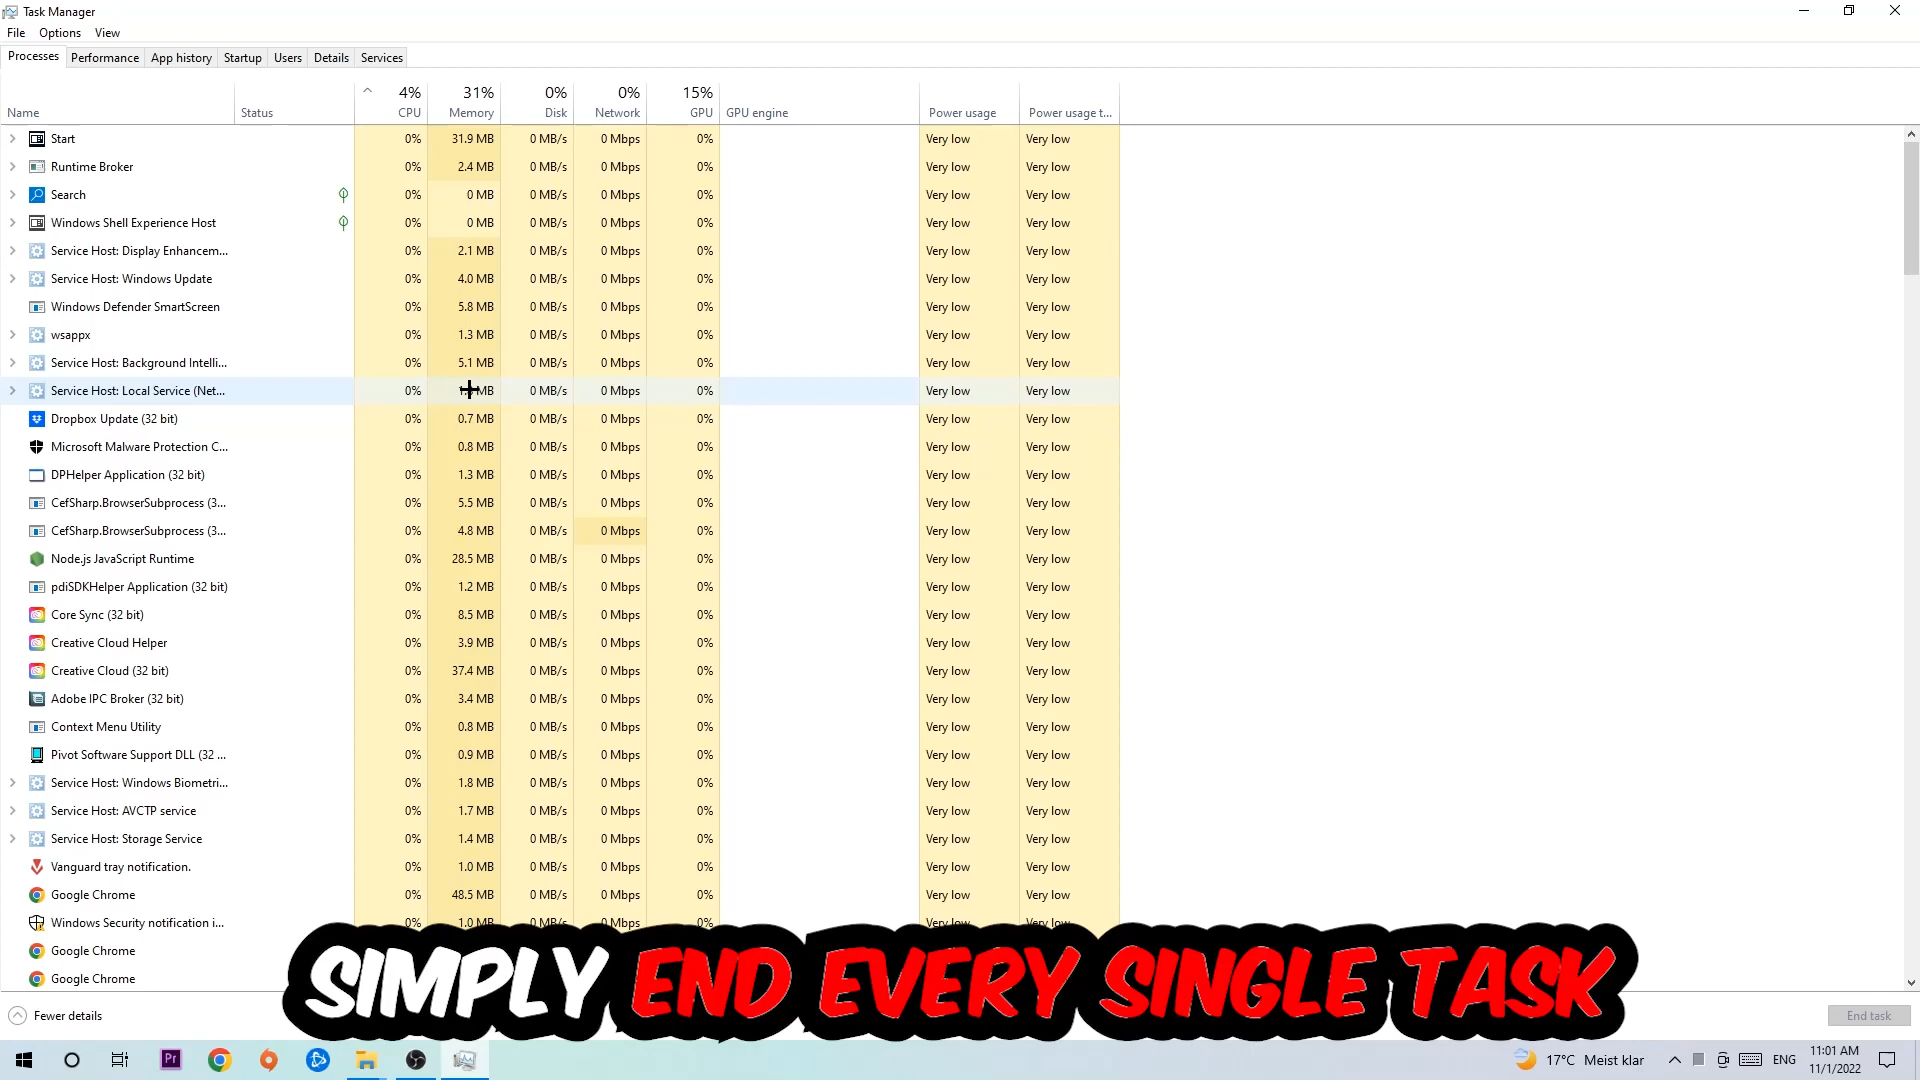 Task Manager
File Options View
Processes Performance App history Startup Users Details Services
4% 31% 0% 0% 15%
Name Status CPU Memory Disk Network GPU GPU engine Power usage Power usage t...
Start 0% 31.9 MB 0 MB/s 0 Mbps 0% Very low Very low
Runtime Broker 0% 2.4 MB 0 MB/s 0 Mbps 0% Very low Very low
Search 0% 0 MB 0 MB/s 0 Mbps 0% Very low Very low
Windows Shell Experience Host 0% 0 MB 0 MB/s 0 Mbps 0% Very low Very low
Service Host: Display Enhancem... 0% 2.1 MB 0 MB/s 0 Mbps 0% Very low Very low
Service Host: Windows Update 0% 4.0 MB 0 MB/s 0 Mbps 0% Very low Very low
Windows Defender SmartScreen 0% 5.8 MB 0 MB/s 0 Mbps 0% Very low Very low
wsappx 0% 1.3 MB 0 MB/s 0 Mbps 0% Very low Very low
Service Host: Background Intelli... 0% 5.1 MB 0 MB/s 0 Mbps 0% Very low Very low
Service Host: Local Service (Net... 0% MB 0 MB/s 0 Mbps 0% Very low Very low
Dropbox Update (32 bit) 0% 0.7 MB 0 MB/s 0 Mbps 0% Very low Very low
Microsoft Malware Protection C... 0% 0.8 MB 0 MB/s 0 Mbps 0% Very low Very low
DPHelper Application (32 bit) 0% 1.3 MB 0 MB/s 0 Mbps 0% Very low Very low
CefSharp.BrowserSubprocess (3... 0% 5.5 MB 0 MB/s 0 Mbps 0% Very low Very low
CefSharp.BrowserSubprocess (3... 0% 4.8 MB 0 MB/s 0 Mbps 0% Very low Very low
Node.js JavaScript Runtime 0% 28.5 MB 0 MB/s 0 Mbps 0% Very low Very low
pdiSDKHelper Application (32 bit) 0% 1.2 MB 0 MB/s 0 Mbps 0% Very low Very low
Core Sync (32 bit) 0% 8.5 MB 0 MB/s 0 Mbps 0% Very low Very low
Creative Cloud Helper 0% 3.9 MB 0 MB/s 0 Mbps 0% Very low Very low
Creative Cloud (32 bit) 0% 37.4 MB 0 MB/s 0 Mbps 0% Very low Very low
Adobe IPC Broker (32 bit) 0% 3.4 MB 0 MB/s 0 Mbps 0% Very low Very low
Context Menu Utility 0% 0.8 MB 0 MB/s 0 Mbps 0% Very low Very low
Pivot Software Support DLL (32 ... 0% 0.9 MB 0 MB/s 0 Mbps 0% Very low Very low
Service Host: Windows Biometri... 0% 1.8 MB 0 MB/s 0 Mbps 0% Very low Very low
Service Host: AVCTP service 0% 1.7 MB 0 MB/s 0 Mbps 0% Very low Very low
Service Host: Storage Service 0% 1.4 MB 0 MB/s 0 Mbps 0% Very low Very low
Vanguard tray notification. 0% 1.0 MB 0 MB/s 0 Mbps 0% Very low Very low
Google Chrome 0% 48.5 MB 0 MB/s 0 Mbps 0% Very low Very low
Windows Security notification i... 0% 1.0 MB 0 MB/s 0 Mbps 0% Very low Very low
Google Chrome
Google Chrome
SIMPLY END EVERY SINGLE TASK
Fewer details End task
Pr 17°C Meist klar ENG 11:01 AM
11/1/2022